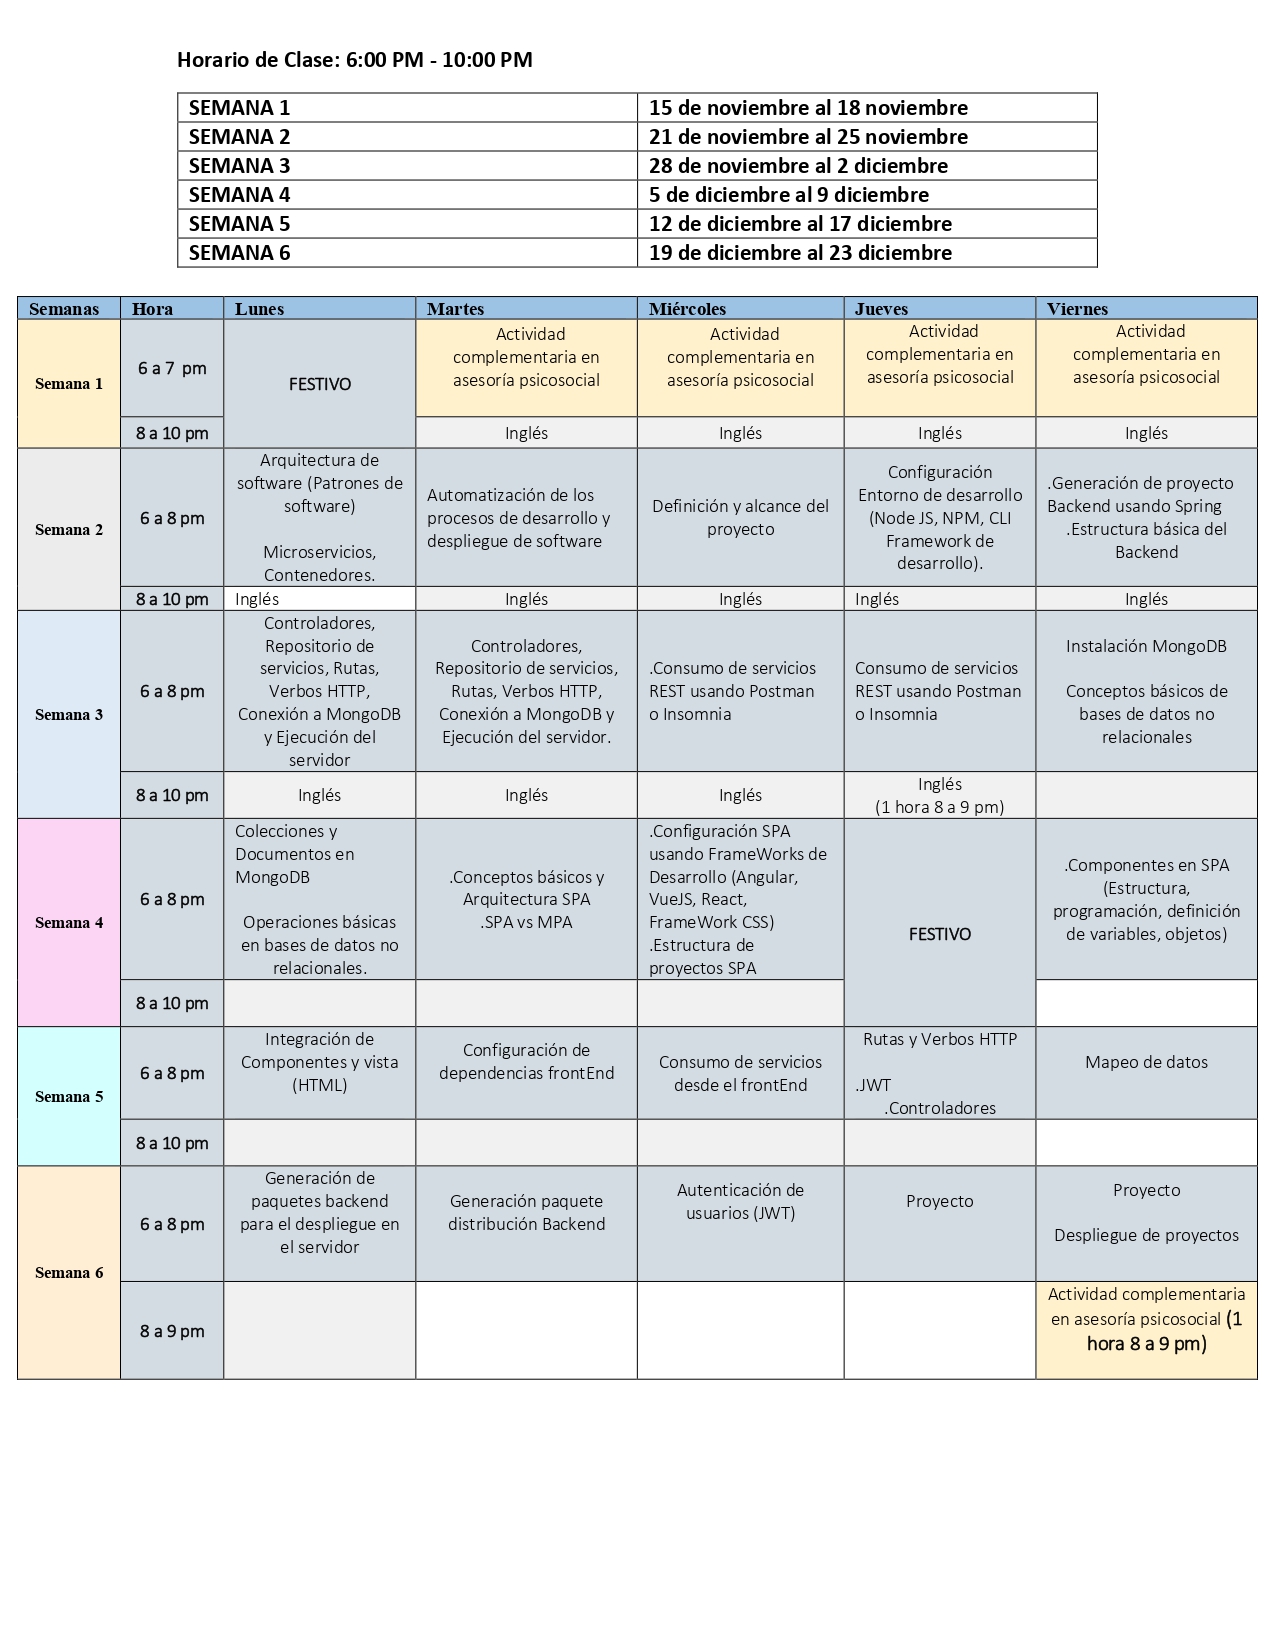 Horario de Clase: 6:00 PM - 10:00 PM
SEMANA 1 15 de noviembre al 18 noviembre
SEMANA 2 21 de noviembre al 25 noviembre
SEMANA 3 28 de noviembre al 2 diciembre
SEMANA 4 5 de diciembre al 9 diciembre
SEMANA 5 12 de diciembre al 17 diciembre
SEMANA 6 19 de diciembre al 23 diciembre
Semanas Hora Lunes Martes Miércoles Jueves Viernes
Semana 1
6 a 7 pm
FESTIVO
Actividad
complementaria en
asesoría psicosocial
Actividad
complementaria en
asesoría psicosocial
Actividad
complementaria en
asesoría psicosocial
Actividad
complementaria en
asesoría psicosocial
8 a 10 pm
Inglés
Inglés
Inglés
Inglés
Semana 2
6 a 8 pm
Arquitectura de
software (Patrones de
software)
Microservicios,
Contenedores.
Automatización de los
procesos de desarrollo y
despliegue de software
Definición y alcance del
proyecto
Configuración
Entorno de desarrollo
(Node JS, NPM, CLI
Framework de
desarrollo).
.Generación de proyecto
Backend usando Spring
.Estructura básica del
Backend
8 a 10 pm
Inglés
Inglés
Inglés
Inglés
Inglés
Semana 3
6 a 8 pm
Controladores,
Repositorio de
servicios, Rutas,
Verbos HTTP,
Conexión a MongoDB
y Ejecución del
servidor
Controladores,
Repositorio de servicios,
Rutas, Verbos HTTP,
Conexión a MongoDB y
Ejecución del servidor.
.Consumo de servicios
REST usando Postman
o Insomnia
Consumo de servicios
REST usando Postman
o Insomnia
Instalación MongoDB
Conceptos básicos de
bases de datos no
relacionales
8 a 10 pm
Inglés
Inglés
Inglés
Inglés
(1 hora 8 a 9 pm)
Semana 4
6 a 8 pm
Colecciones y
Documentos en
MongoDB
Operaciones básicas
en bases de datos no
relacionales.
.Conceptos básicos y
Arquitectura SPA
.SPA vs MPA
.Configuración SPA
usando FrameWorks de
Desarrollo (Angular,
VueJS, React,
FrameWork CSS)
.Estructura de
proyectos SPA
FESTIVO
.Componentes en SPA
(Estructura,
programación, definición
de variables, objetos)
8 a 10 pm
Semana 5
6 a 8 pm
Integración de
Componentes y vista
(HTML)
Configuración de
dependencias frontEnd
Consumo de servicios
desde el frontEnd
Rutas y Verbos HTTP
.JWT
.Controladores
Mapeo de datos
8 a 10 pm
Semana 6
6 a 8 pm
Generación de
paquetes backend
para el despliegue en
el servidor
Generación paquete
distribución Backend
Autenticación de
usuarios (JWT)
Proyecto
Proyecto
Despliegue de proyectos
8 a 9 pm
Actividad complementaria
en asesoría psicosocial (1
hora 8 a 9 pm)